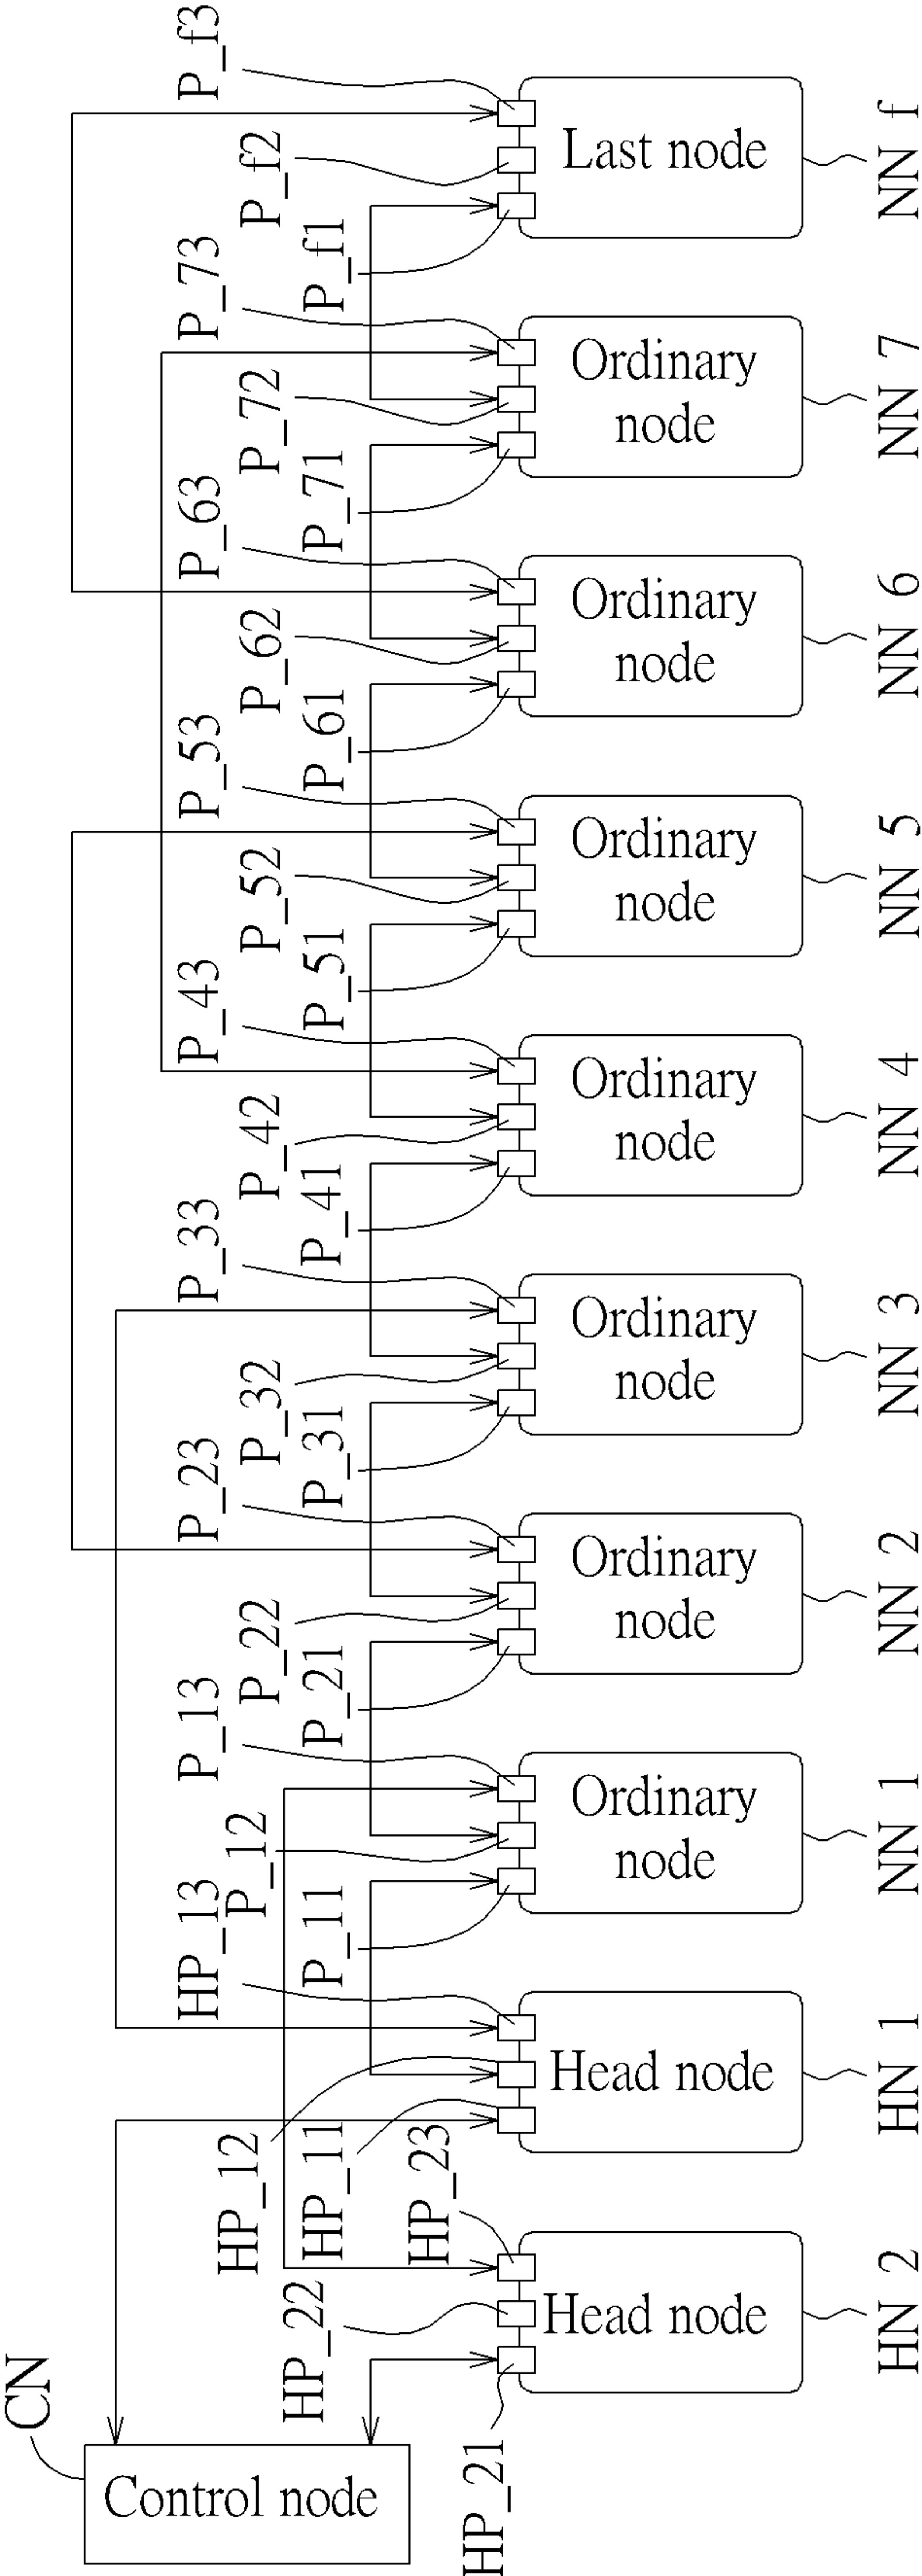 CN
Control node
HP_21
HP_22
HP_23
Head node
HN 2
HP_11
HP_12
HP_13
Head node
HN 1
P_11
P_12
P_13
Ordinary
node
NN 1
P_21
P_22
P_23
Ordinary
node
NN 2
P_31
P_32
P_33
Ordinary
node
NN 3
P_41
P_42
P_43
Ordinary
node
NN 4
P_51
P_52
P_53
Ordinary
node
NN 5
P_61
P_62
P_63
Ordinary
node
NN 6
P_71
P_72
P_73
Ordinary
node
NN 7
P_f1
P_f2
P_f3
Last node
NN f